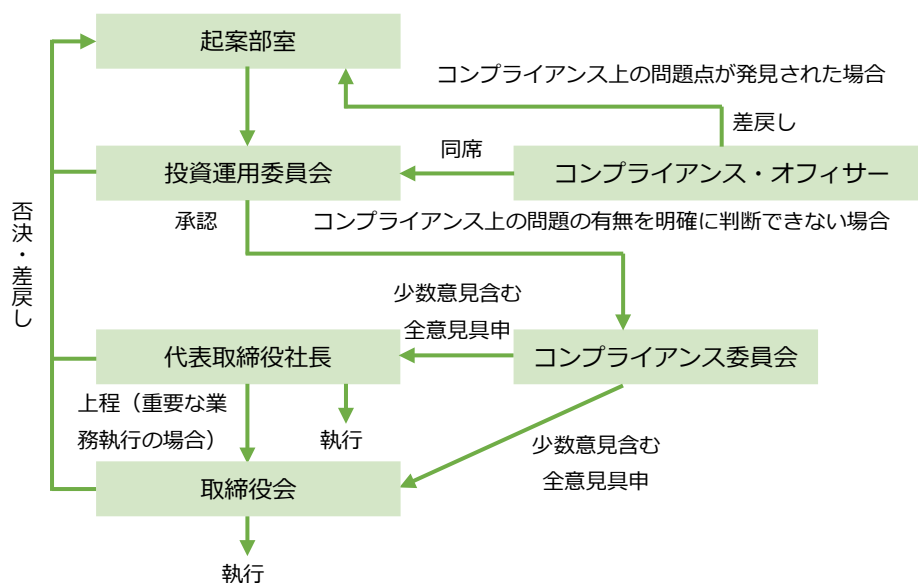 起案部室
コンプライアンス上の問題点が発見された場合
差戻し
同席
投資運用委員会
コンプライアンス・オフィサー
承認
コンプライアンス上の問題の有無を明確に判断できない場合
否決・差戻し
少数意見含む
全意見具申
代表取締役社長
コンプライアンス委員会
上程（重要な業
務執行の場合）
執行
少数意見含む
全意見具申
取締役会
執行